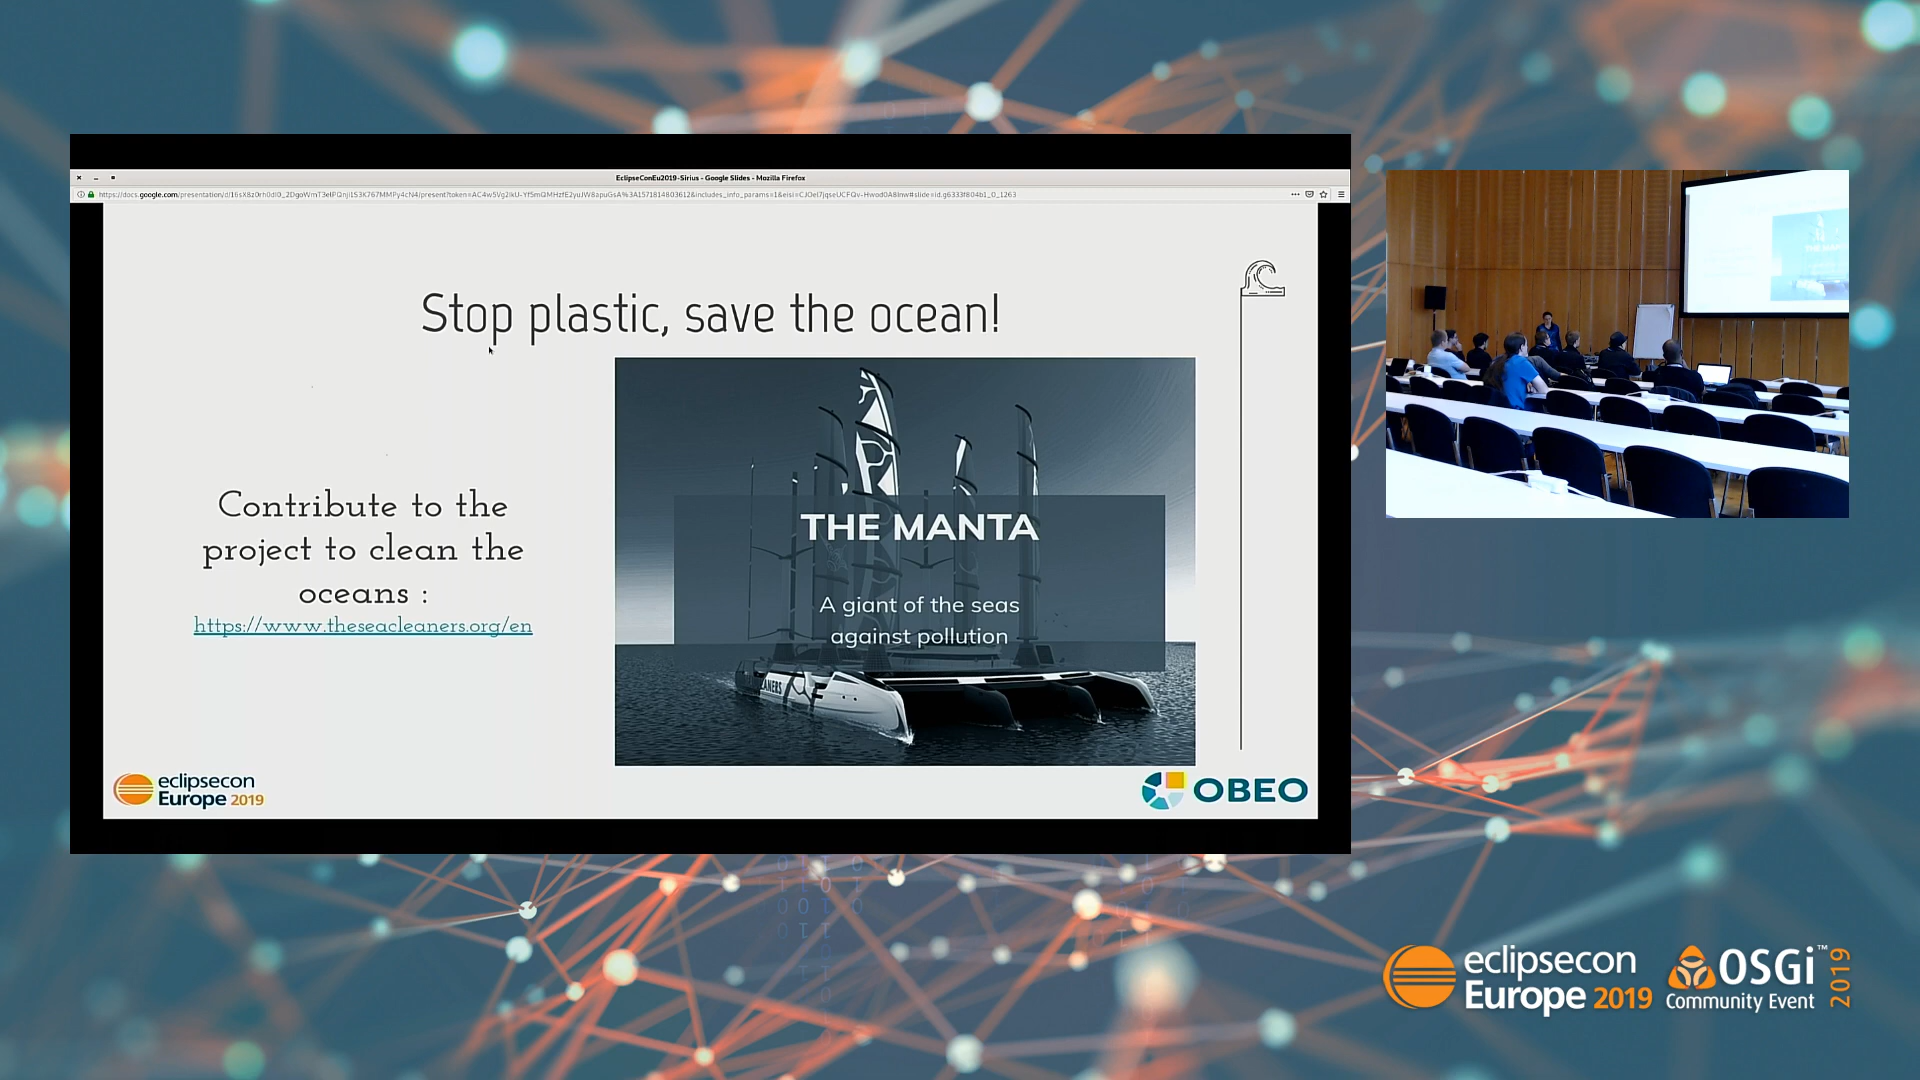 EclipseConEu2019-Sirius - Google Slides - Mozilla Firefox
Stop plastic, save the ocean!
Contribute to the
project to clean the
oceans :
https://www.theseacleaners.org/en
THE MANTA
A giant of the seas
against pollution
eclipsecon
Europe 2019
OBEO
eclipsecon
Europe 2019
OSGi™
Community Event
2019